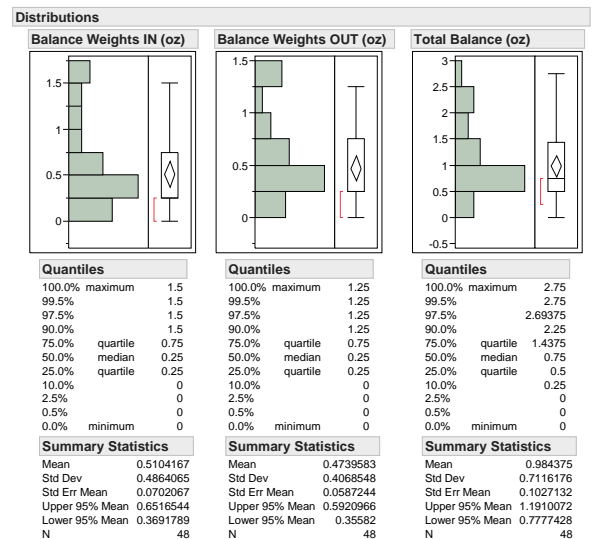 Distributions
Balance Weights IN (oz)
1.5
1
0.5
0
Quantiles
100.0% maximum 1.5
99.5% 1.5
97.5% 1.5
90.0% 1.5
75.0% quartile 0.75
50.0% median 0.25
25.0% quartile 0.25
10.0% 0
2.5% 0
0.5% 0
0.0% minimum 0
Summary Statistics
Mean 0.5104167
Std Dev 0.4864065
Std Err Mean 0.0702067
Upper 95% Mean 0.6516544
Lower 95% Mean 0.3691789
N 48
Balance Weights OUT (oz)
1.5
1
0.5
0
Quantiles
100.0% maximum 1.25
99.5% 1.25
97.5% 1.25
90.0% 1.25
75.0% quartile 0.75
50.0% median 0.25
25.0% quartile 0.25
10.0% 0
2.5% 0
0.5% 0
0.0% minimum 0
Summary Statistics
Mean 0.4739583
Std Dev 0.4068548
Std Err Mean 0.0587244
Upper 95% Mean 0.5920966
Lower 95% Mean 0.35582
N 48
Total Balance (oz)
3
2.5
2
1.5
1
0.5
0
-0.5
Quantiles
100.0% maximum 2.75
99.5% 2.75
97.5% 2.69375
90.0% 2.25
75.0% quartile 1.4375
50.0% median 0.75
25.0% quartile 0.5
10.0% 0.25
2.5% 0
0.5% 0
0.0% minimum 0
Summary Statistics
Mean 0.984375
Std Dev 0.7116176
Std Err Mean 0.1027132
Upper 95% Mean 1.1910072
Lower 95% Mean 0.7777428
N 48